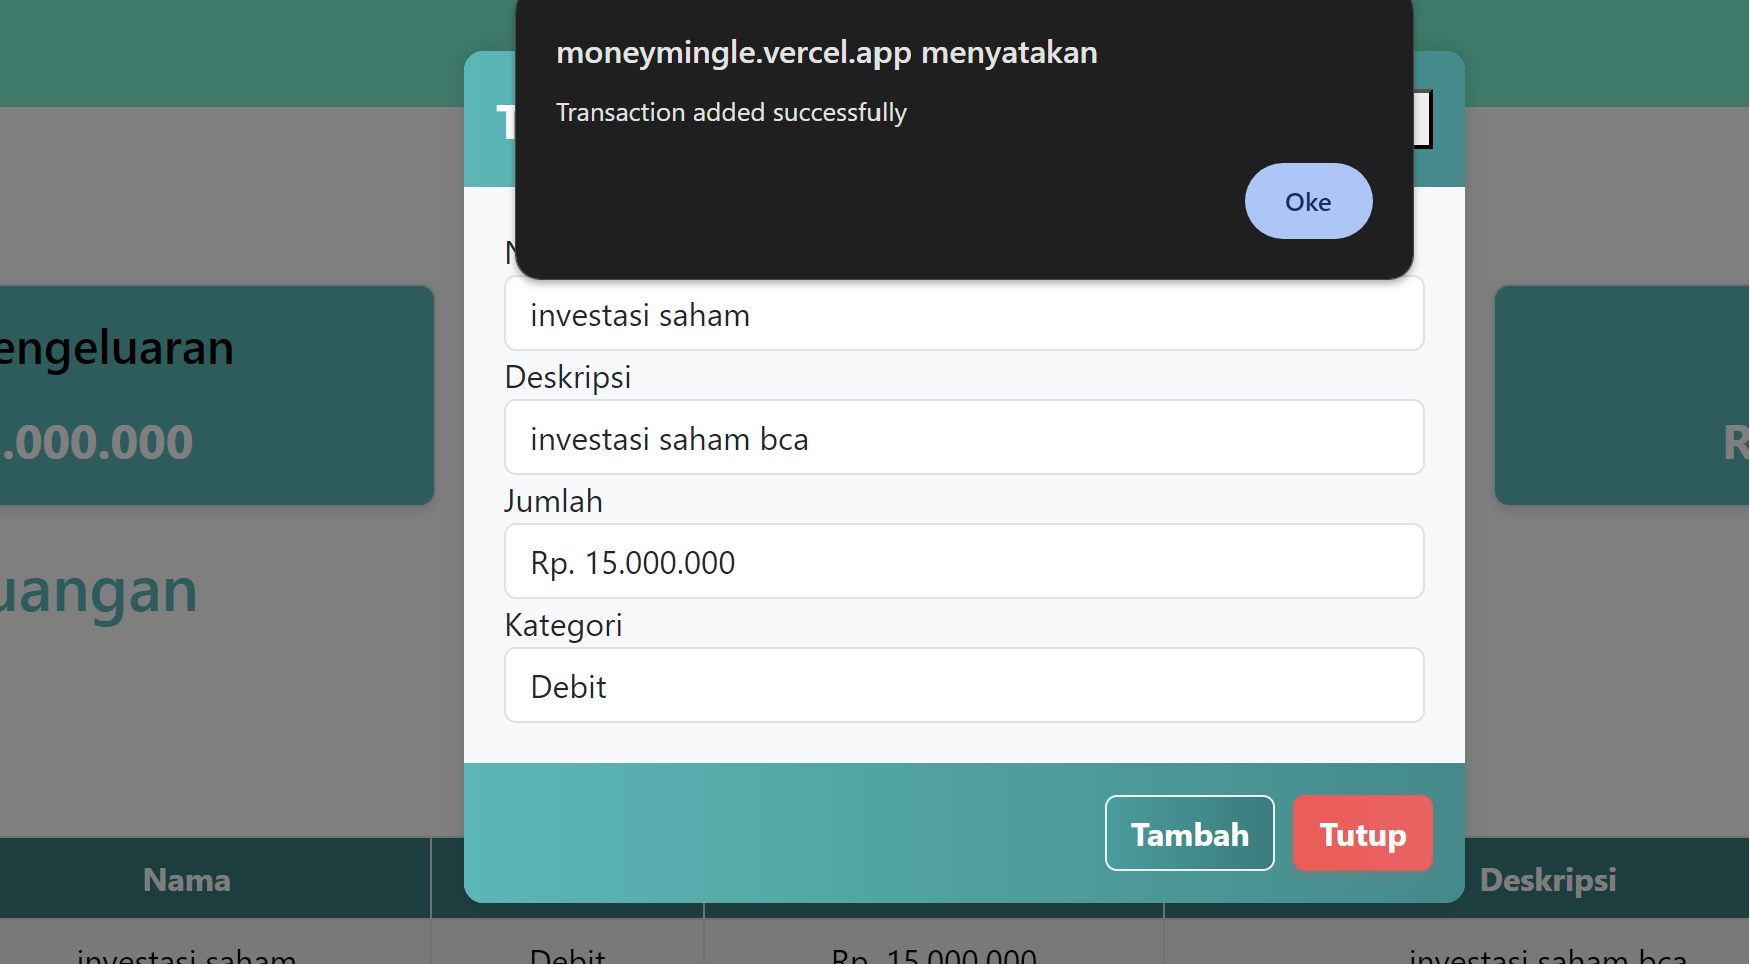 moneymingle.vercel.app menyatakan
Transaction added successfully
Oke
investasi saham
Deskripsi
investasi saham bca
Jumlah
Rp. 15.000.000
Kategori
Debit
Tambah
Tutup
engeluaran
.000.000
R
uangan
Nama
Deskripsi
investasi saham
Debit
Rp. 15.000.000
investasi saham bca